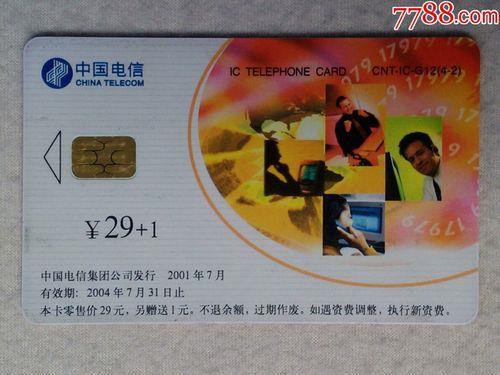 7788.com
中国电信
CHINA TELECOM
IC TELEPHONE CARD CNT-IC-G12(4-2)
17979
¥29+1
中国电信集团公司发行 2001年7月
有效期：2004年7月31日止
本卡零售价29元，另赠送1元。不退余额，过期作废。如遇资费调整，执行新资费。